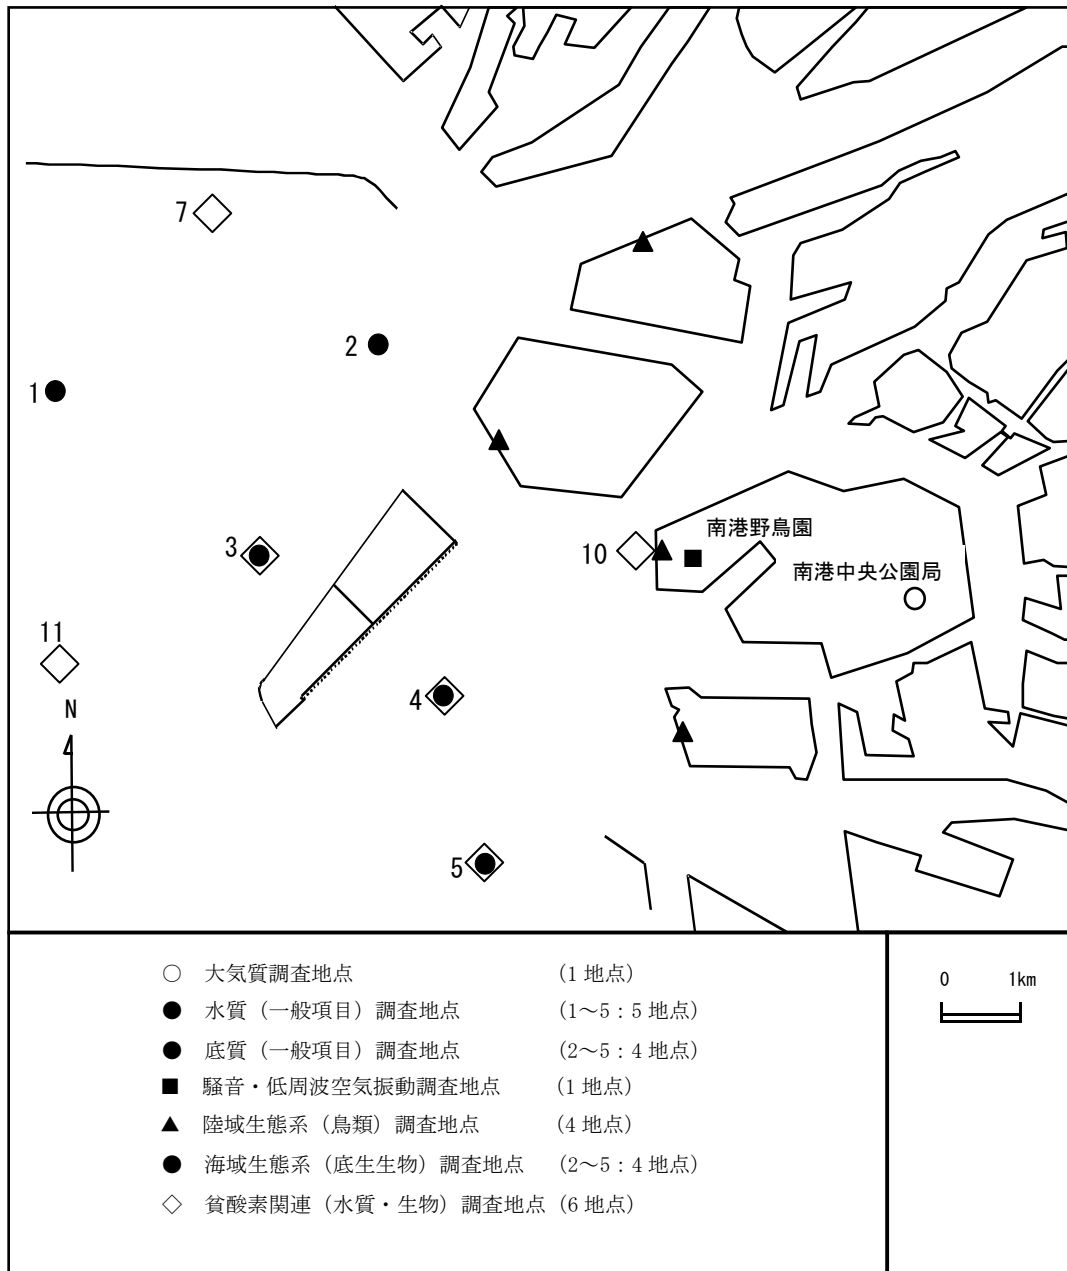 7
2
1
南港野鳥園
3
10
南港中央公園局
11
4
N
5
○ 大気質調査地点 (1 地点)
● 水質（一般項目）調査地点 (1～5：5 地点)
● 底質（一般項目）調査地点 (2～5：4 地点)
■ 騒音・低周波空気振動調査地点 (1 地点)
▲ 陸域生態系（鳥類）調査地点 (4 地点)
● 海域生態系（底生生物）調査地点 (2～5：4 地点)
◇ 貧酸素関連（水質・生物）調査地点 (6 地点)
0 1km